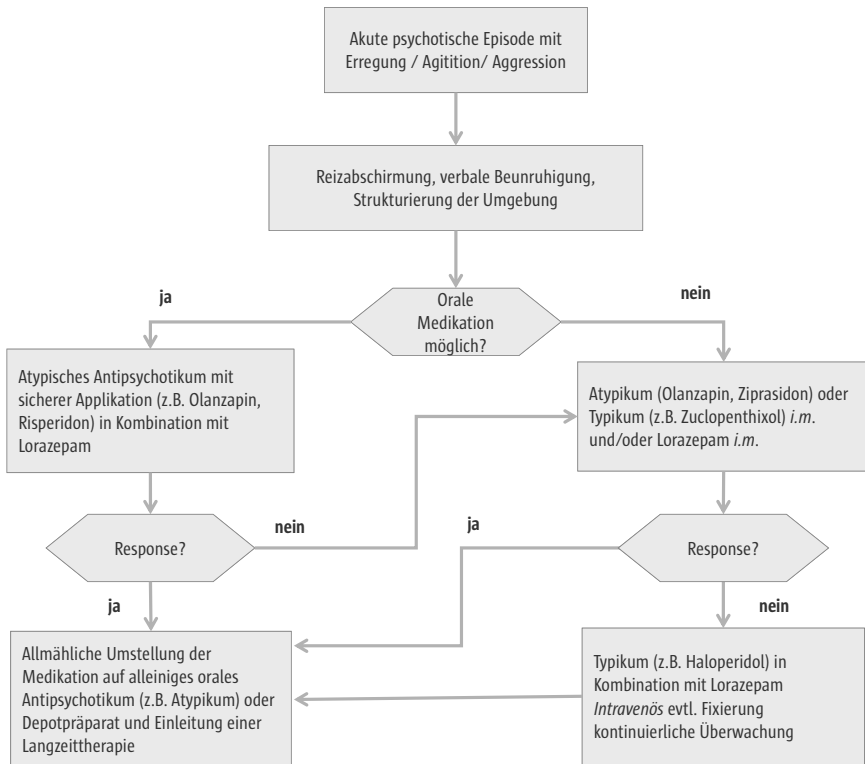 Akute psychotische Episode mit
Erregung / Agitition/ Aggression
Reizabschirmung, verbale Beunruhigung,
Strukturierung der Umgebung
ja
Orale
Medikation
möglich?
nein
Atypisches Antipsychotikum mit
sicherer Applikation (z.B. Olanzapin,
Risperidon) in Kombination mit
Lorazepam
Atypikum (Olanzapin, Ziprasidon) oder
Typikum (z.B. Zuclopenthixol) i.m.
und/oder Lorazepam i.m.
Response?
nein
ja
Response?
ja
nein
Allmähliche Umstellung der
Medikation auf alleiniges orales
Antipsychotikum (z.B. Atypikum) oder
Depotpräparat und Einleitung einer
Langzeittherapie
Typikum (z.B. Haloperidol) in
Kombination mit Lorazepam
Intravenös evtl. Fixierung
kontinuierliche Überwachung